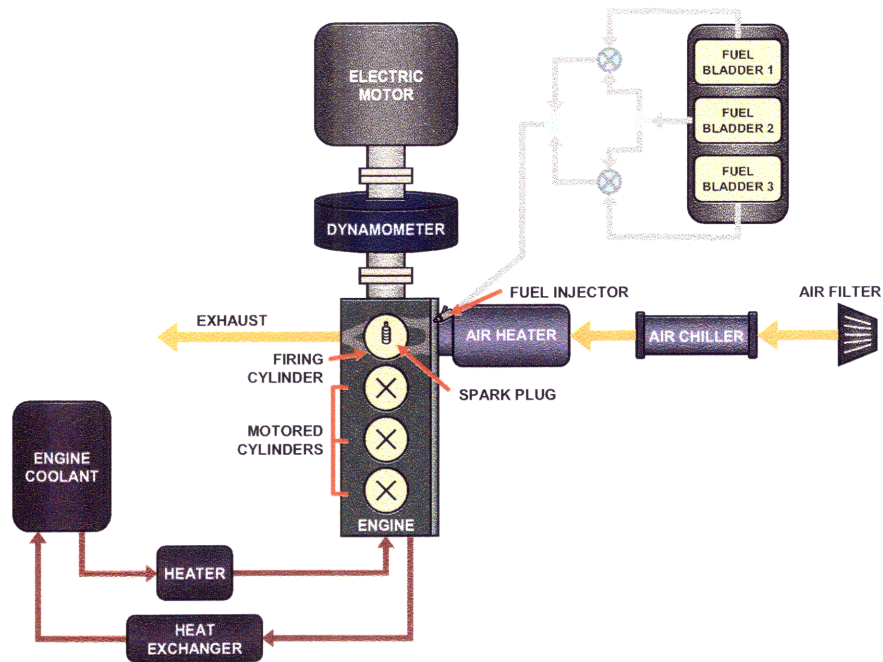 ELECTRIC
MOTOR
FUEL
BLADDER 1
FUEL
BLADDER 2
FUEL
BLADDER 3
DYNAMOMETER
FUEL INJECTOR
AIR FILTER
EXHAUST
AIR HEATER
AIR CHILLER
FIRING
CYLINDER
SPARK PLUG
MOTORED
CYLINDERS
ENGINE
COOLANT
ENGINE
HEATER
HEAT
EXCHANGER